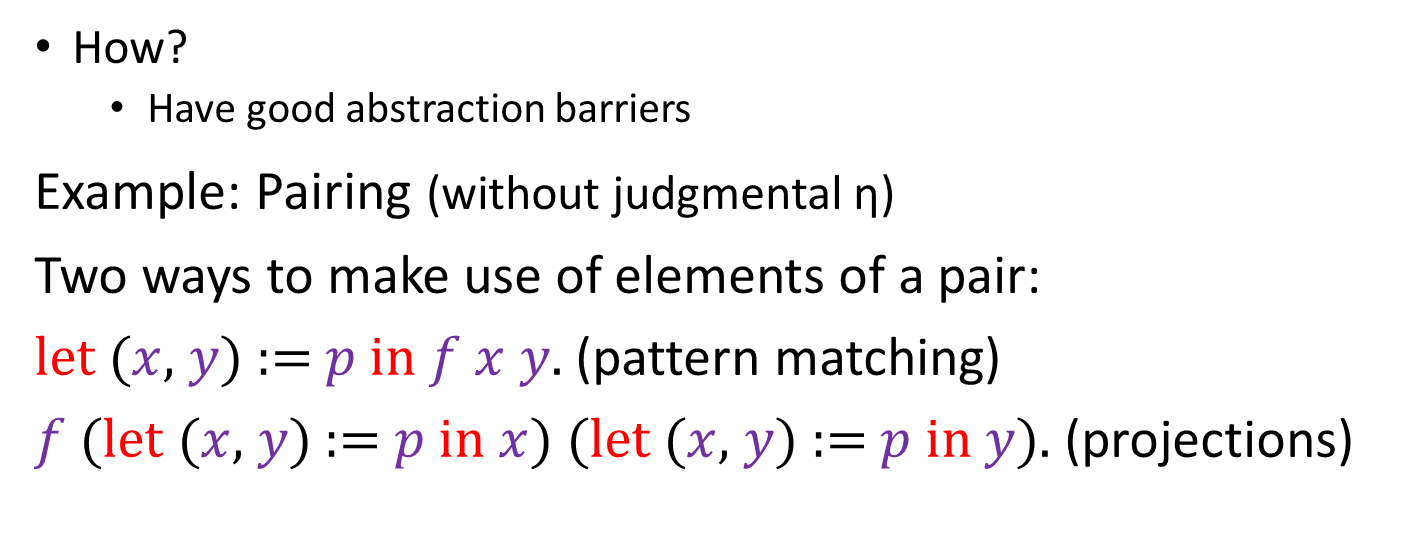 • How?
• Have good abstraction barriers
Example: Pairing (without judgmental η)
Two ways to make use of elements of a pair:
let (x, y) := p in f x y. (pattern matching)
f (let (x, y) := p in x) (let (x, y) := p in y). (projections)